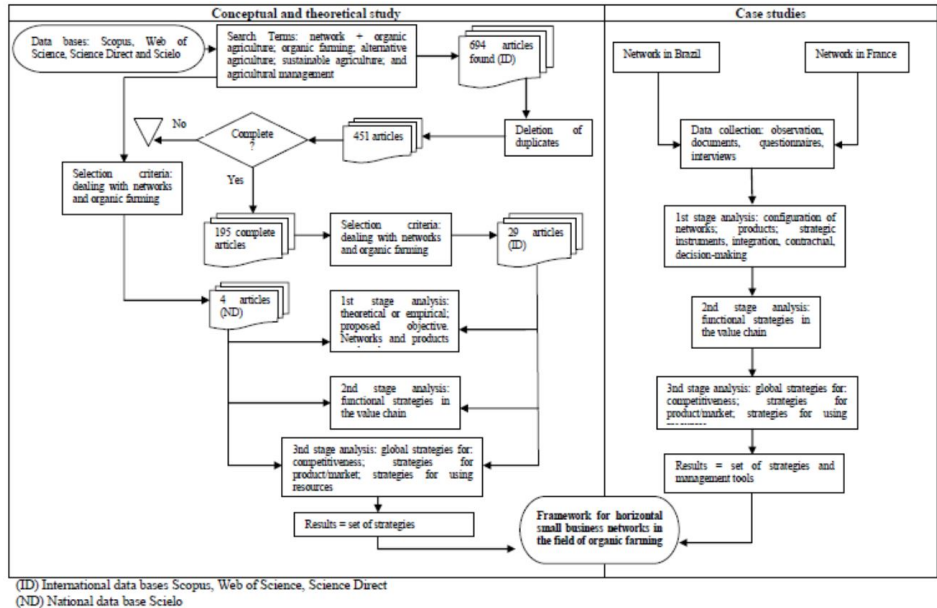 Conceptual and theoretical study
Case studies
Data bases: Scopus, Web of
Science, Science Direct and Scielo
Search Terms: network + organic
agriculture; organic farming; alternative
agriculture; sustainable agriculture; and
agricultural management
694 articles
found (ID)
Deletion of
duplicates
451 articles
Complete
?
No
Yes
Selection criteria:
dealing with networks
and organic farming
195 complete
articles
Selection criteria:
dealing with networks
and organic farming
29 articles
(ID)
4 articles
(ND)
1st stage analysis:
theoretical or empirical;
proposed objective.
Networks and products
2nd stage analysis:
functional strategies in
the value chain
3nd stage analysis: global strategies for:
competitiveness; strategies for
product/market; strategies for using
resources
Results = set of strategies
Network in Brazil
Network in France
Data collection: observation,
documents, questionnaires,
interviews
1st stage analysis: configuration of
networks; products; strategic
instruments, integration, contractual,
decision-making
2nd stage analysis:
functional strategies in
the value chain
3nd stage analysis: global strategies for:
competitiveness; strategies for
product/market; strategies for using
Results = set of strategies and
management tools
Framework for horizontal
small business networks in
the field of organic farming
(ID) International data bases Scopus, Web of Science, Science Direct
(ND) National data base Scielo